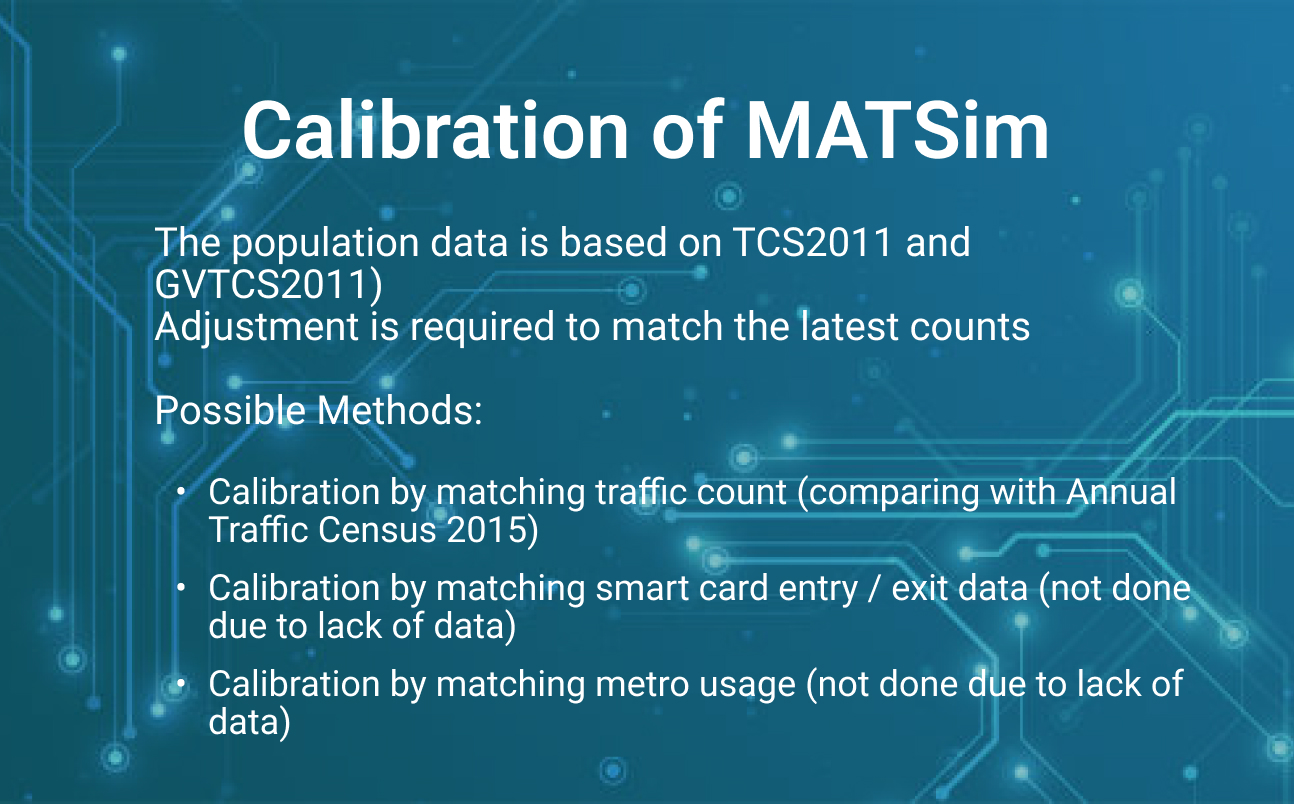 Calibration of MATSim
The population data is based on TCS2011 and
GVTCS2011)
Adjustment is required to match the latest counts
Possible Methods:
• Calibration by matching traffic count (comparing with Annual
Traffic Census 2015)
• Calibration by matching smart card entry / exit data (not done
due to lack of data)
• Calibration by matching metro usage (not done due to lack of
data)